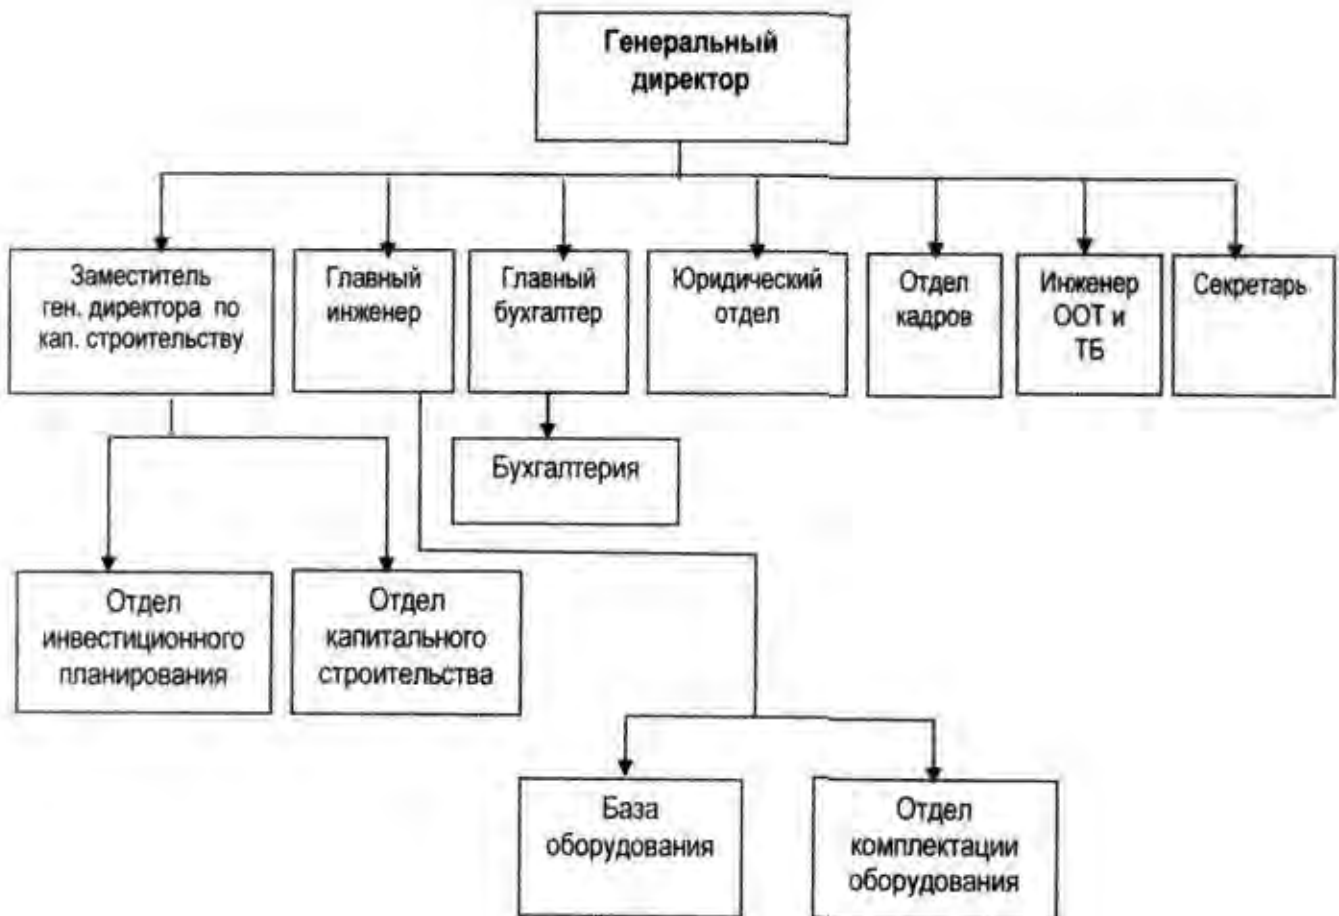 Генеральный
директор
Заместитель
ген. директора по
кап. строительству
Главный
инженер
Главный
бухгалтер
Юридический
отдел
Отдел
кадров
Инженер
ООТ и
ТБ
Секретарь
Бухгалтерия
Отдел
инвестиционного
планирования
Отдел
капитального
строительства
База
оборудования
Отдел
комплектации
оборудования